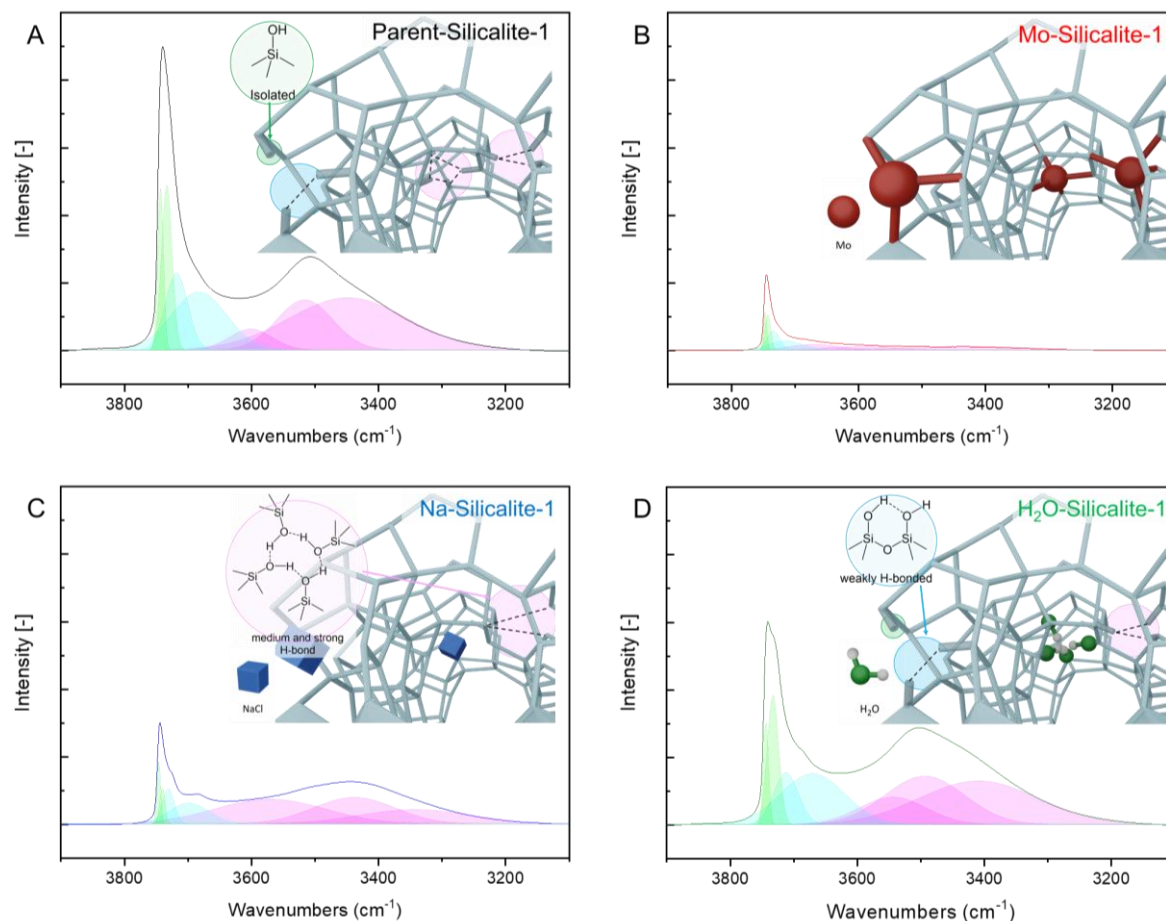 A
Parent-Silicalite-1
OH
Si
Isolated
Intensity [-]
3800 3600 3400 3200
Wavenumbers (cm⁻¹)
B
Mo-Silicalite-1
Mo
Intensity [-]
3800 3600 3400 3200
Wavenumbers (cm⁻¹)
C
Na-Silicalite-1
Si
O H O Si
H H
Si O H O
Si
medium and strong
H-bond
NaCl
Intensity [-]
3800 3600 3400 3200
Wavenumbers (cm⁻¹)
D
H₂O-Silicalite-1
H H
O O
Si Si
O
weakly H-bonded
H₂O
Intensity [-]
3800 3600 3400 3200
Wavenumbers (cm⁻¹)